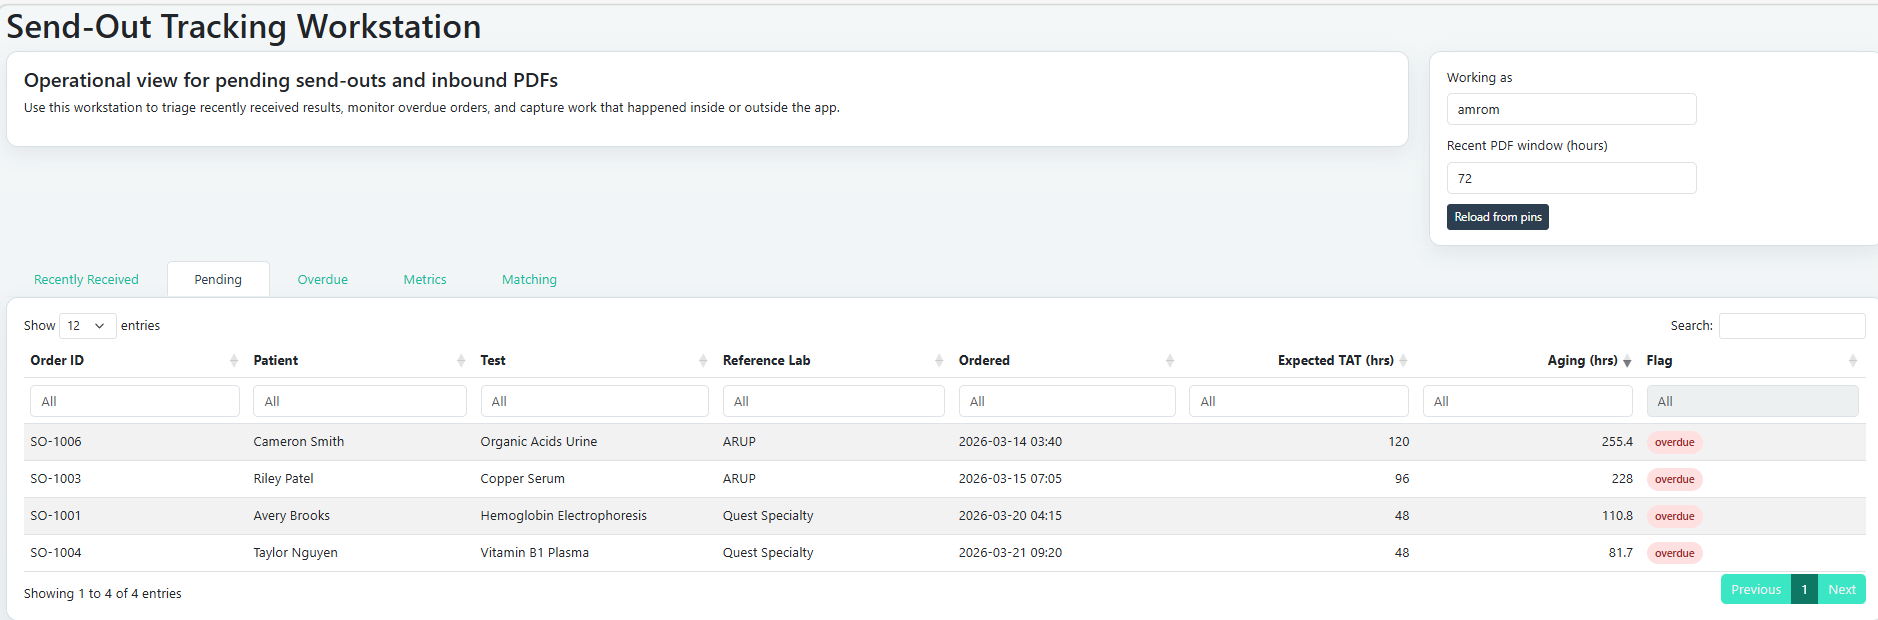 Send-Out Tracking Workstation
Operational view for pending send-outs and inbound PDFs
Use this workstation to triage recently received results, monitor overdue orders, and capture work that happened inside or outside the app.
Working as
amrom
Recent PDF window (hours)
72
Reload from pins
Recently Received Pending Overdue Metrics Matching
Show 12 entries Search:
Order ID Patient Test Reference Lab Ordered Expected TAT (hrs) Aging (hrs) Flag
All All All All All All All All
SO-1006 Cameron Smith Organic Acids Urine ARUP 2026-03-14 03:40 120 255.4 overdue
SO-1003 Riley Patel Copper Serum ARUP 2026-03-15 07:05 96 228 overdue
SO-1001 Avery Brooks Hemoglobin Electrophoresis Quest Specialty 2026-03-20 04:15 48 110.8 overdue
SO-1004 Taylor Nguyen Vitamin B1 Plasma Quest Specialty 2026-03-21 09:20 48 81.7 overdue
Showing 1 to 4 of 4 entries Previous 1 Next